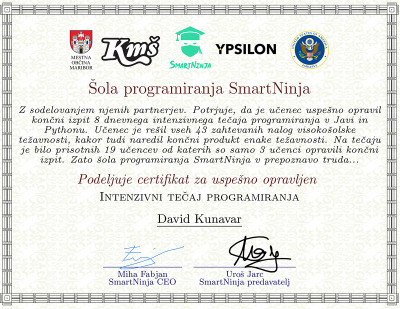 MESTNA
OBČINA
MARIBOR
Kmš
SMARTNINJA
YPSILON
Šola programiranja SmartNinja
Z sodelovanjem njenih partnerjev. Potrjuje, da je učenec uspešno opravil
končni izpit 8 dnevnega intenzivnega tečaja programiranja v Javi in
Pythonu. Učenec je rešil vseh 43 zahtevanih nalog visokošolske
težavnosti, kakor tudi naredil končni produkt enake težavnosti. Na tečaju
je bilo prisotnih 19 učencev od katerih so samo 3 učenci opravili končni
izpit. Zato šola programiranja SmartNinja v prepoznavo truda...
Podeljuje certifikat za uspešno opravljen
INTENZIVNI TEČAJ PROGRAMIRANJA
David Kunavar
Miha Fabjan
SmartNinja CEO
Uroš Jarc
SmartNinja predavatelj